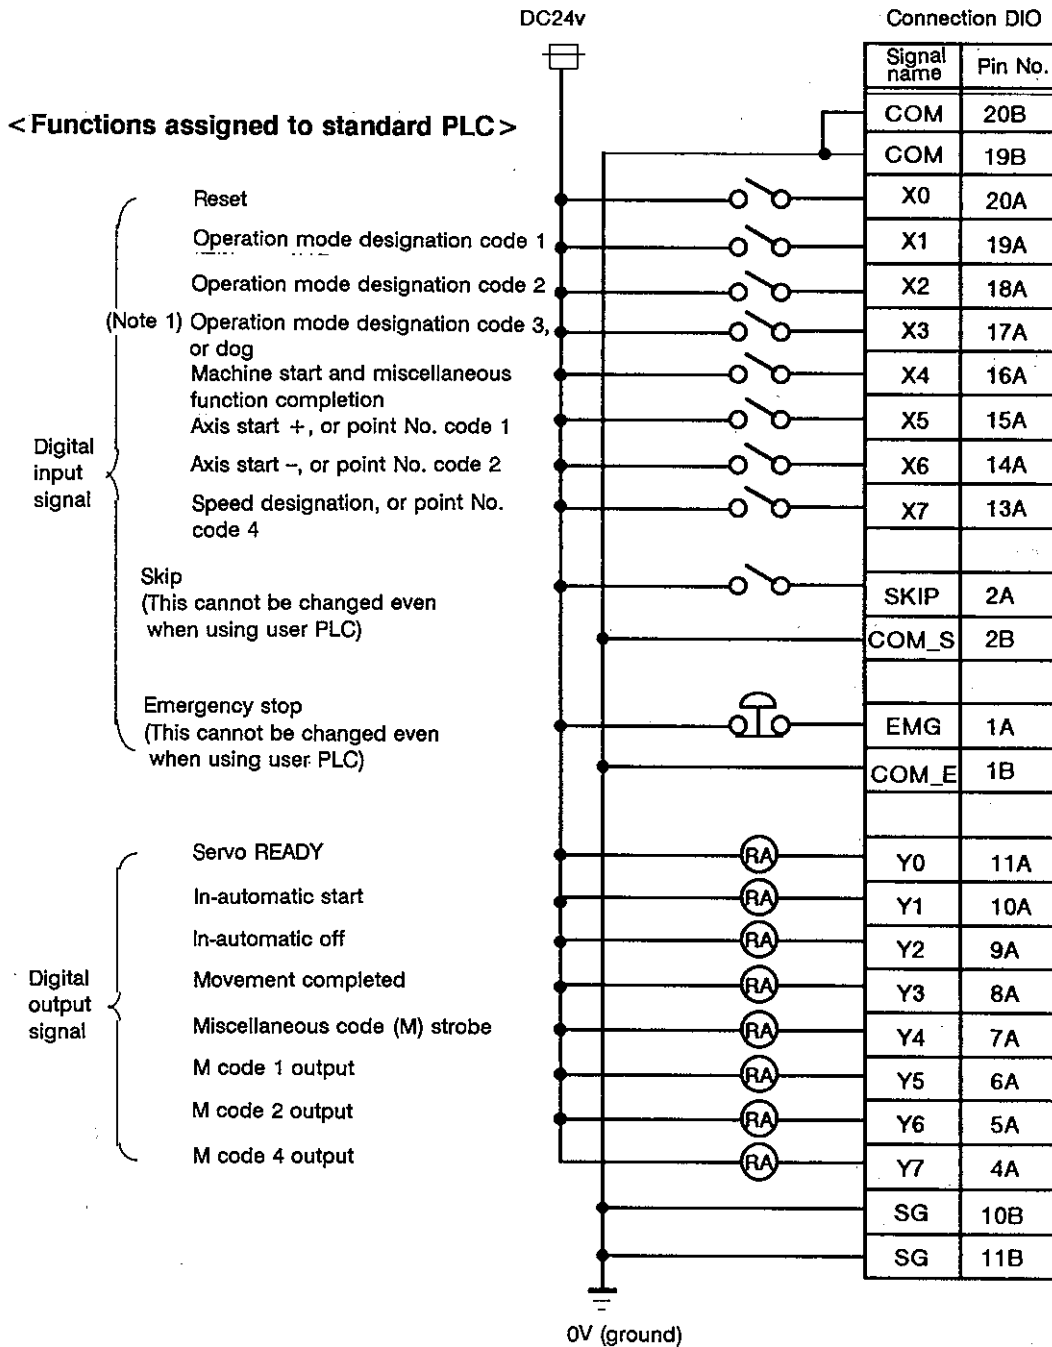 DC24v
Connection DIO
Signal name Pin No.
<Functions assigned to standard PLC>
COM 20B
COM 19B
Reset X0 20A
Operation mode designation code 1 X1 19A
Operation mode designation code 2 X2 18A
(Note 1) Operation mode designation code 3, X3 17A
or dog
Machine start and miscellaneous X4 16A
function completion
Axis start +, or point No. code 1 X5 15A
Digital
input
signal
Axis start –, or point No. code 2 X6 14A
Speed designation, or point No. X7 13A
code 4
Skip
(This cannot be changed even SKIP 2A
when using user PLC)
COM_S 2B
Emergency stop
(This cannot be changed even EMG 1A
when using user PLC)
COM_E 1B
Servo READY RA Y0 11A
In-automatic start RA Y1 10A
In-automatic off RA Y2 9A
Digital
output
signal
Movement completed RA Y3 8A
Miscellaneous code (M) strobe RA Y4 7A
M code 1 output RA Y5 6A
M code 2 output RA Y6 5A
M code 4 output RA Y7 4A
SG 10B
SG 11B
0V (ground)